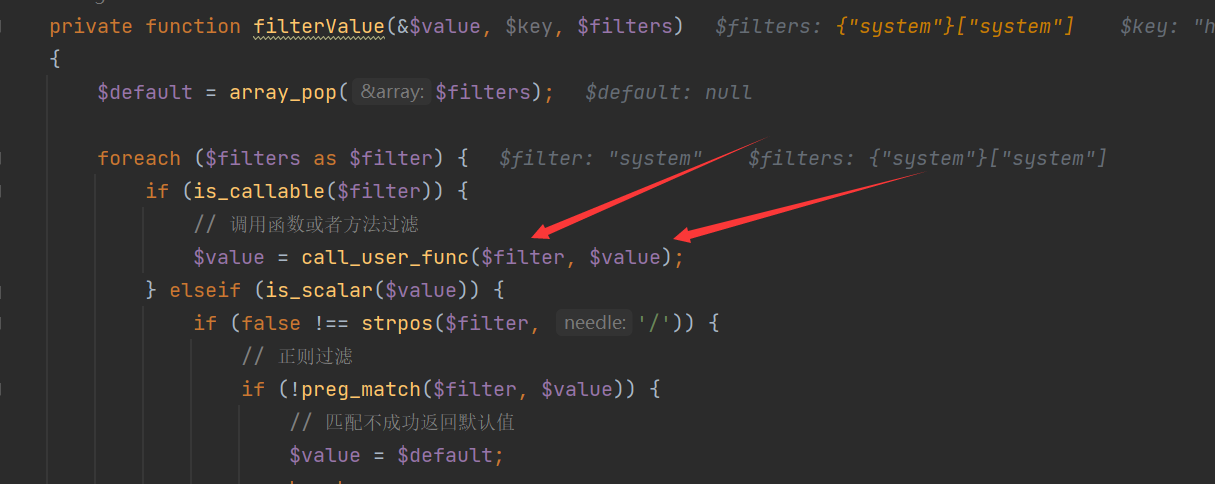 private function filterValue(&$value, $key, $filters)   $filters: {"system"}["system"]   $key: "h
{
$default = array_pop( &array: $filters);   $default: null
foreach ($filters as $filter) {   $filter: "system"   $filters: {"system"}["system"]
if (is_callable($filter)) {
// 调用函数或者方法过滤
$value = call_user_func($filter, $value);
} elseif (is_scalar($value)) {
if (false !== strpos($filter, needle: '/')) {
// 正则过滤
if (!preg_match($filter, $value)) {
// 匹配不成功返回默认值
$value = $default;